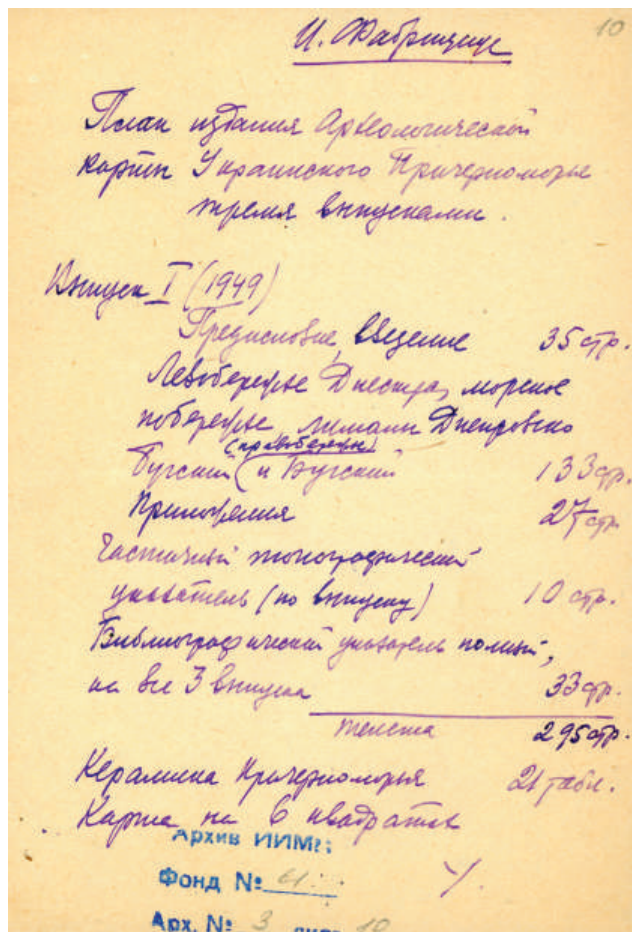 10
И. Фабрициус
План издания Археологической
карты Украинского Причерноморья
тремя выпусками.
Выпуск I (1949)
Предисловие, введение 35 стр.
Левобережье Днестра, морское
побережье лимани Днепровско
(правобережье)
Бугский (и Бугский 133 стр.
Приложения 27 стр.
Частичный топографический
указатель (по выпуску) 10 стр.
Библиографический указатель полный,
на все 3 выпуска 33 стр.
текста 295 стр.
Керамика Причерноморья 21 табл.
Карта на 6 квадратах
Архив ИИМК
Фонд №
Арх. № 3 10